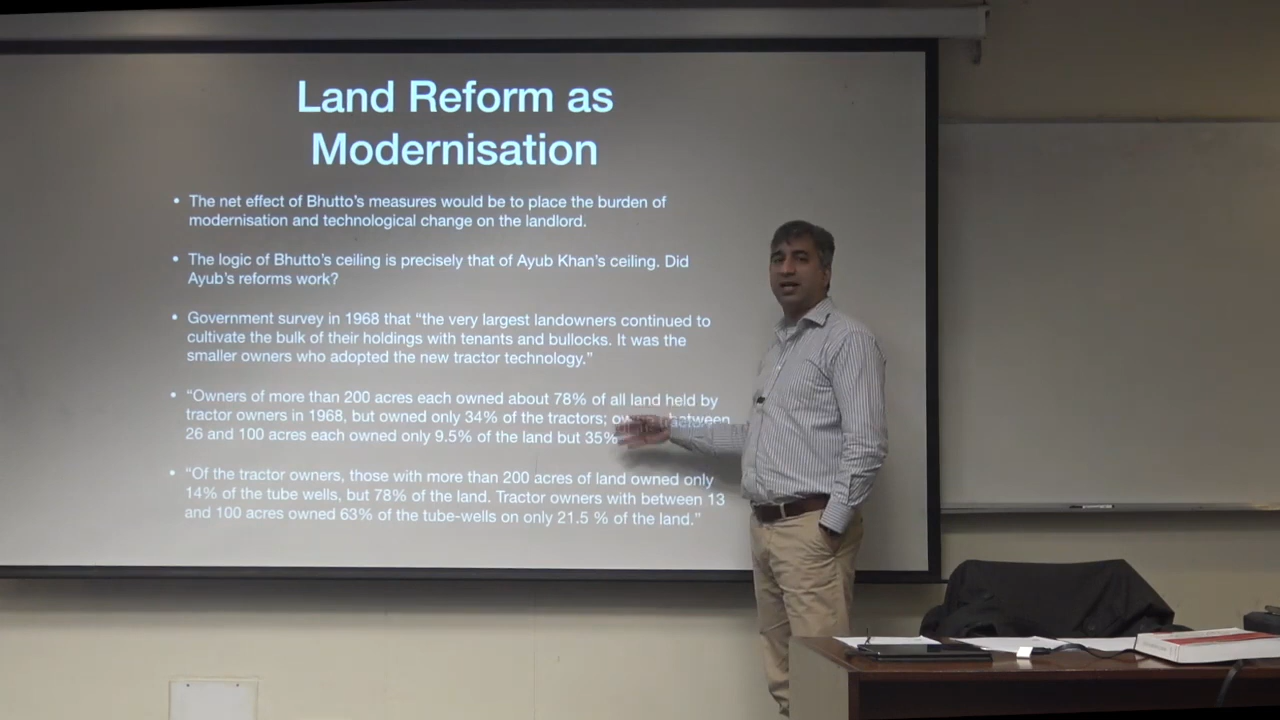 Land Reform as
Modernisation
• The net effect of Bhutto's measures would be to place the burden of
modernisation and technological change on the landlord.
• The logic of Bhutto's ceiling is precisely that of Ayub Khan's ceiling. Did
Ayub's reforms work?
• Government survey in 1968 that “the very largest landowners continued to
cultivate the bulk of their holdings with tenants and bullocks. It was the
smaller owners who adopted the new tractor technology.”
• “Owners of more than 200 acres each owned about 78% of all land held by
tractor owners in 1968, but owned only 34% of the tractors; between
26 and 100 acres each owned only 9.5% of the land but 35%
• “Of the tractor owners, those with more than 200 acres of land owned only
14% of the tube wells, but 78% of the land. Tractor owners with between 13
and 100 acres owned 63% of the tube-wells on only 21.5 % of the land.”